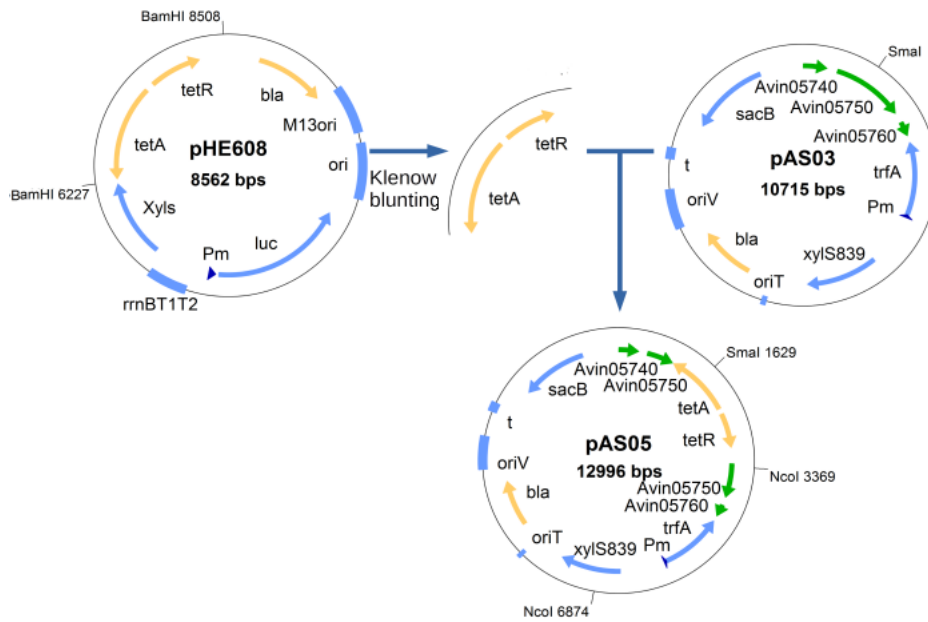 BamHI 8508
tetR
bla
M13ori
tetA
pHE608
8562 bps
ori
BamHI 6227
Xyls
Pm
luc
rrnBT1T2
Klenow
blunting
tetR
tetA
SmaI
Avin05740
Avin05750
sacB
Avin05760
t
pAS03
10715 bps
trfA
oriV
Pm
bla
xylS839
oriT
SmaI 1629
Avin05740
Avin05750
sacB
tetA
t
tetR
pAS05
12996 bps
oriV
NcoI 3369
Avin05750
bla
Avin05760
trfA
oriT
xylS839
Pm
NcoI 6874